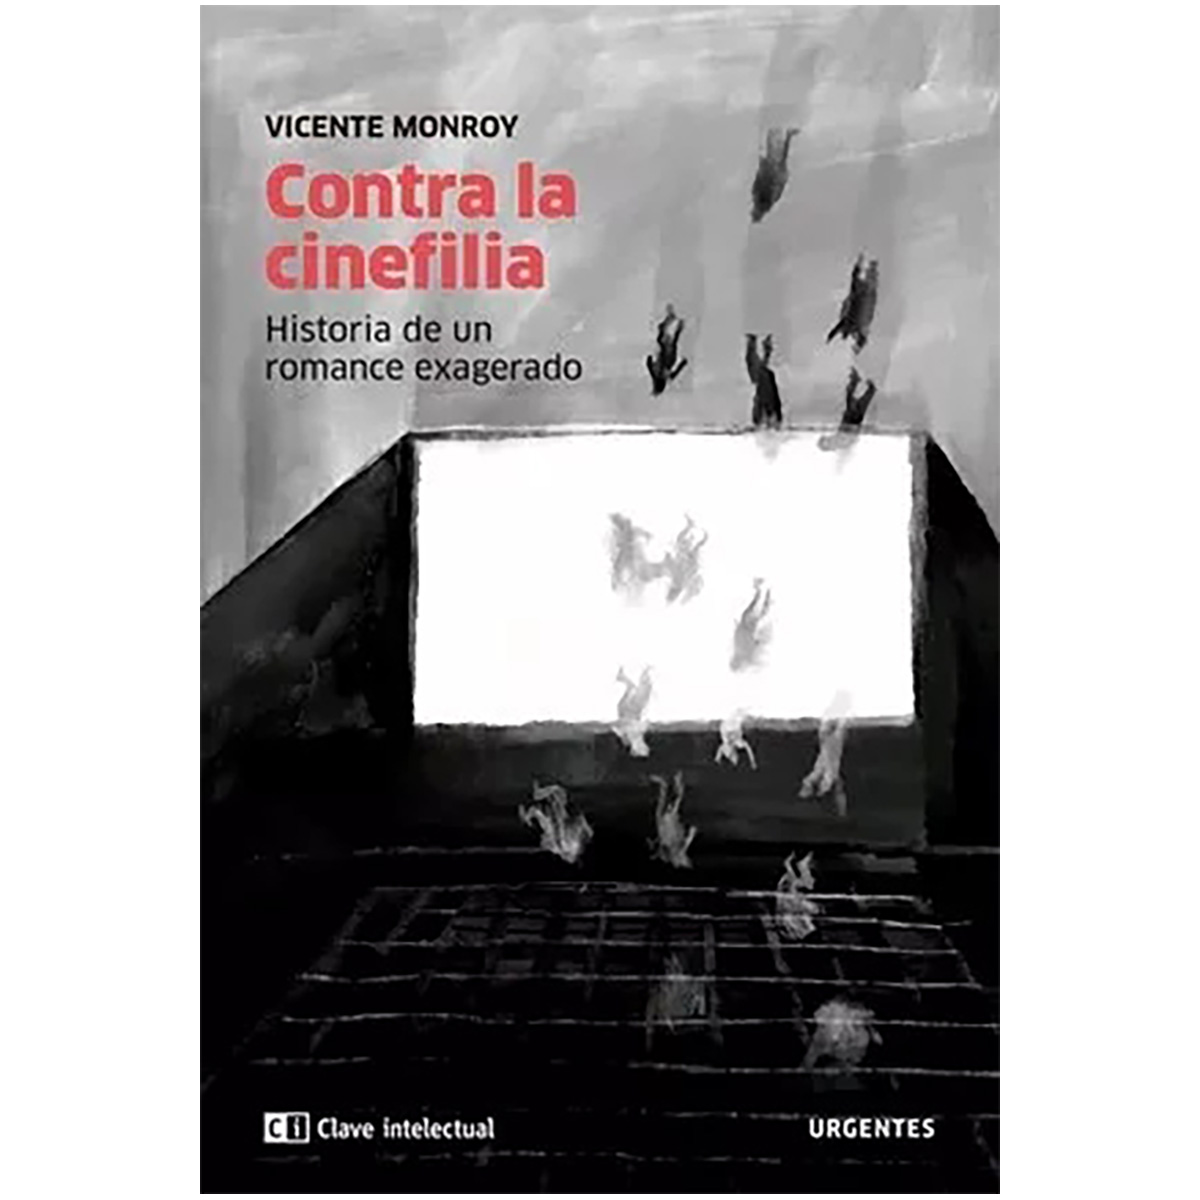 VICENTE MONROY
Contra la
cinefilia
Historia de un
romance exagerado
Ci Clave intelectual
URGENTES